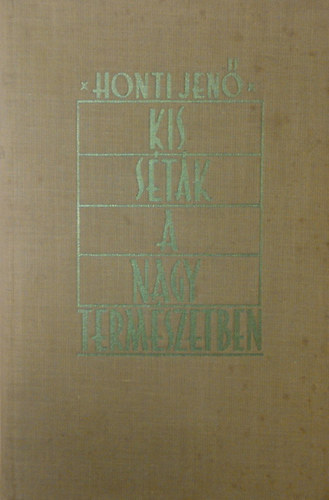 HONTI JENŐ
KIS
SÉTÁK
A
NAGY
TERMÉSZETBEN